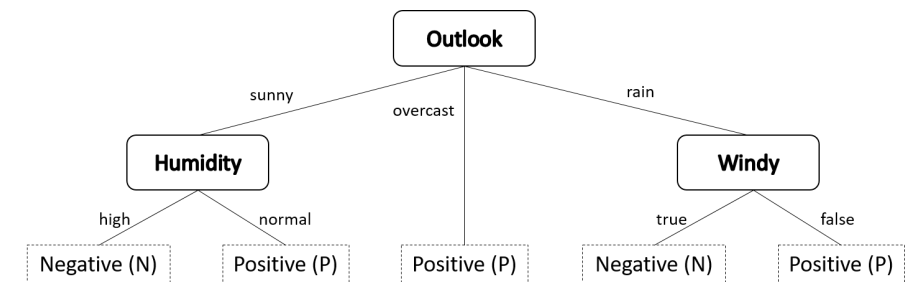 Outlook
sunny
overcast
rain
Humidity
Windy
high
normal
true
false
Negative (N)
Positive (P)
Positive (P)
Negative (N)
Positive (P)